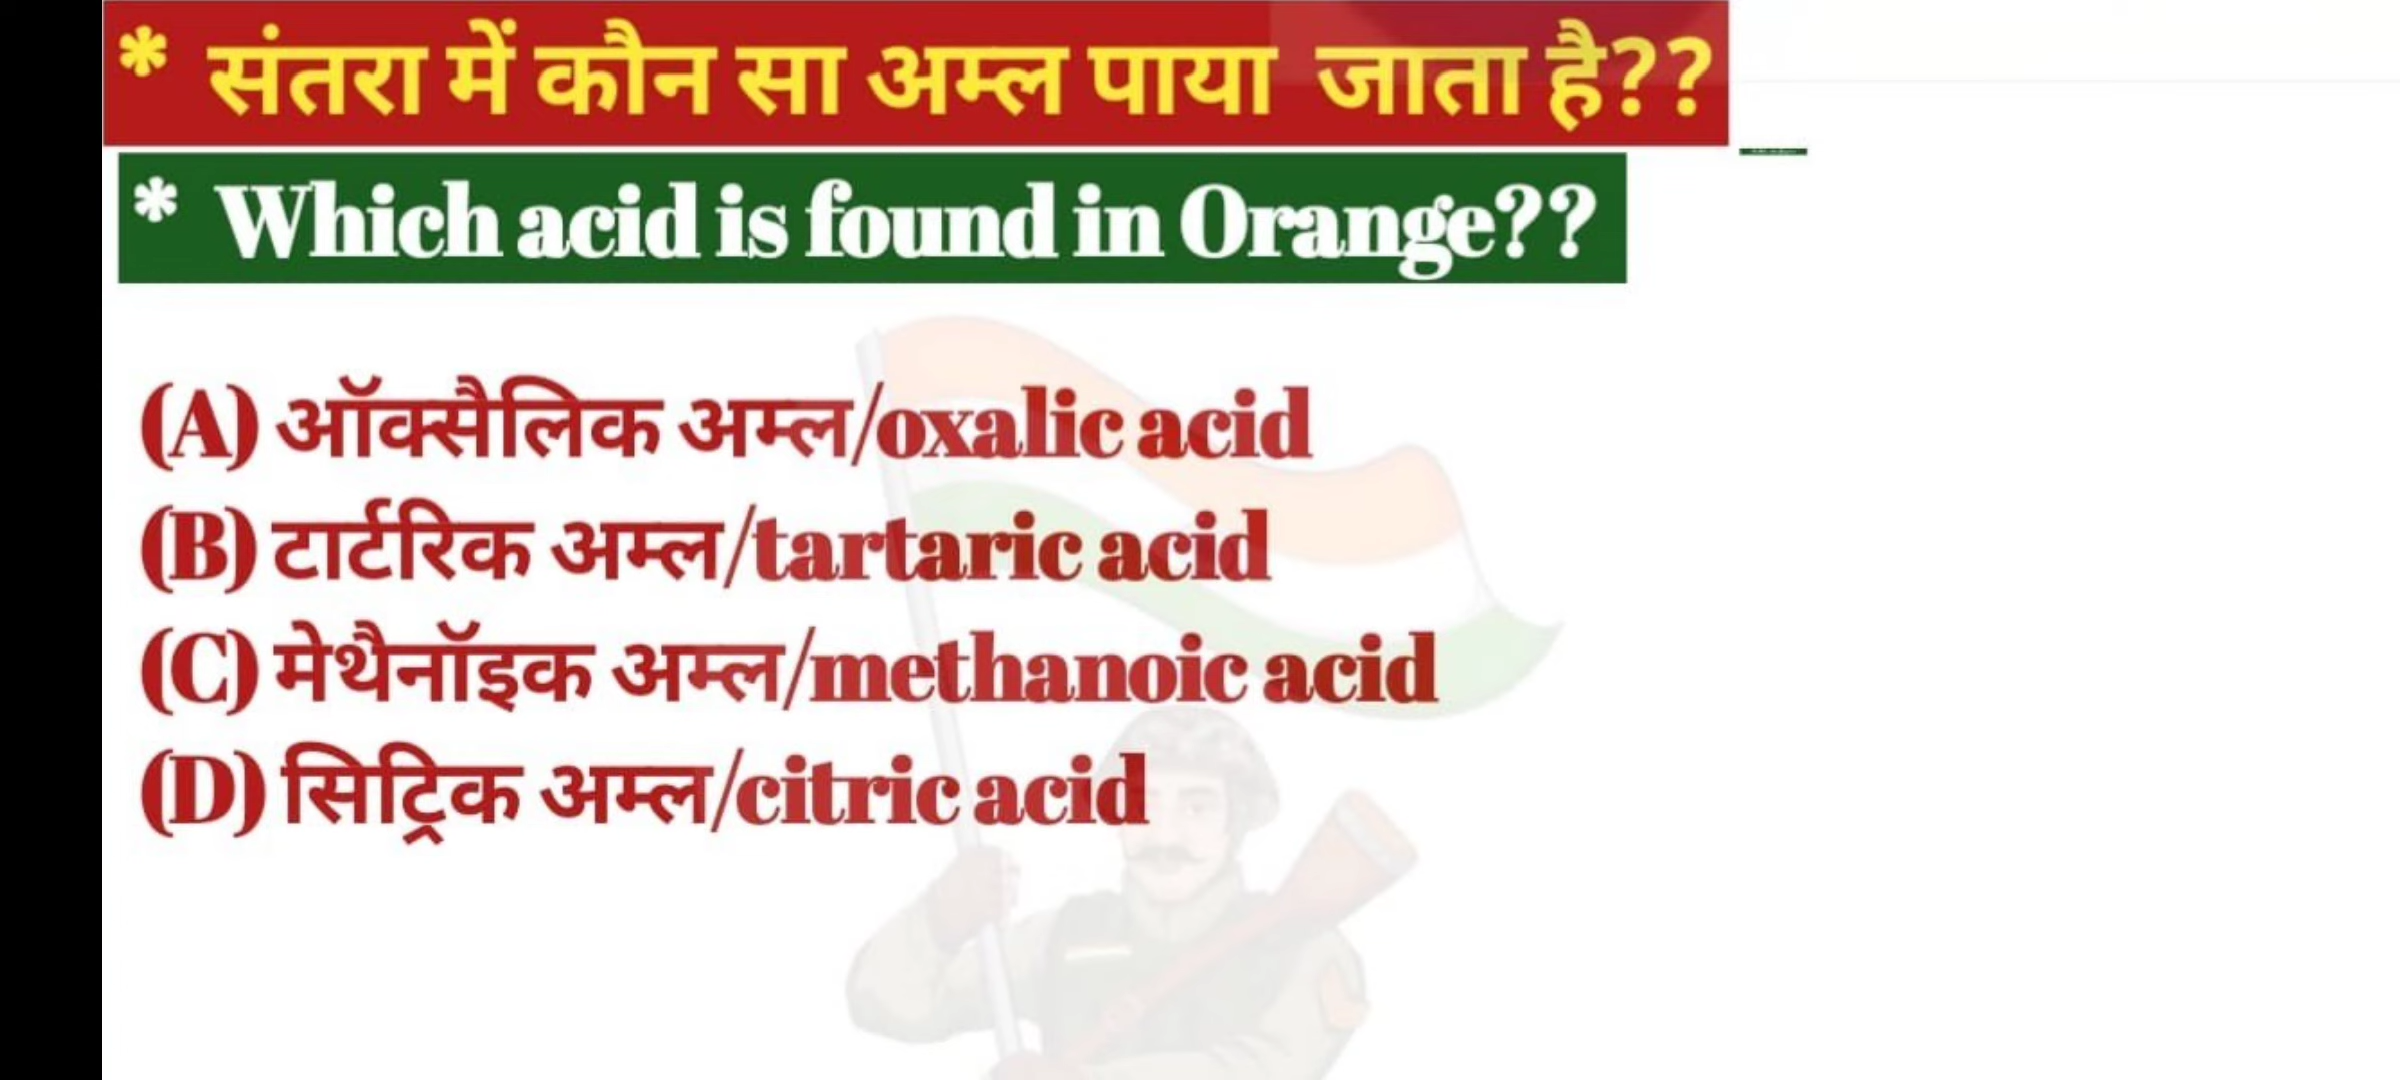 * संतरा में कौन सा अम्ल पाया जाता है??
* Which acid is found in Orange??
(A) ऑक्सैलिक अम्ल/oxalic acid
(B) टार्टरिक अम्ल/tartaric acid
(C) मेथैनॉइक अम्ल/methanoic acid
(D) सिट्रिक अम्ल/citric acid